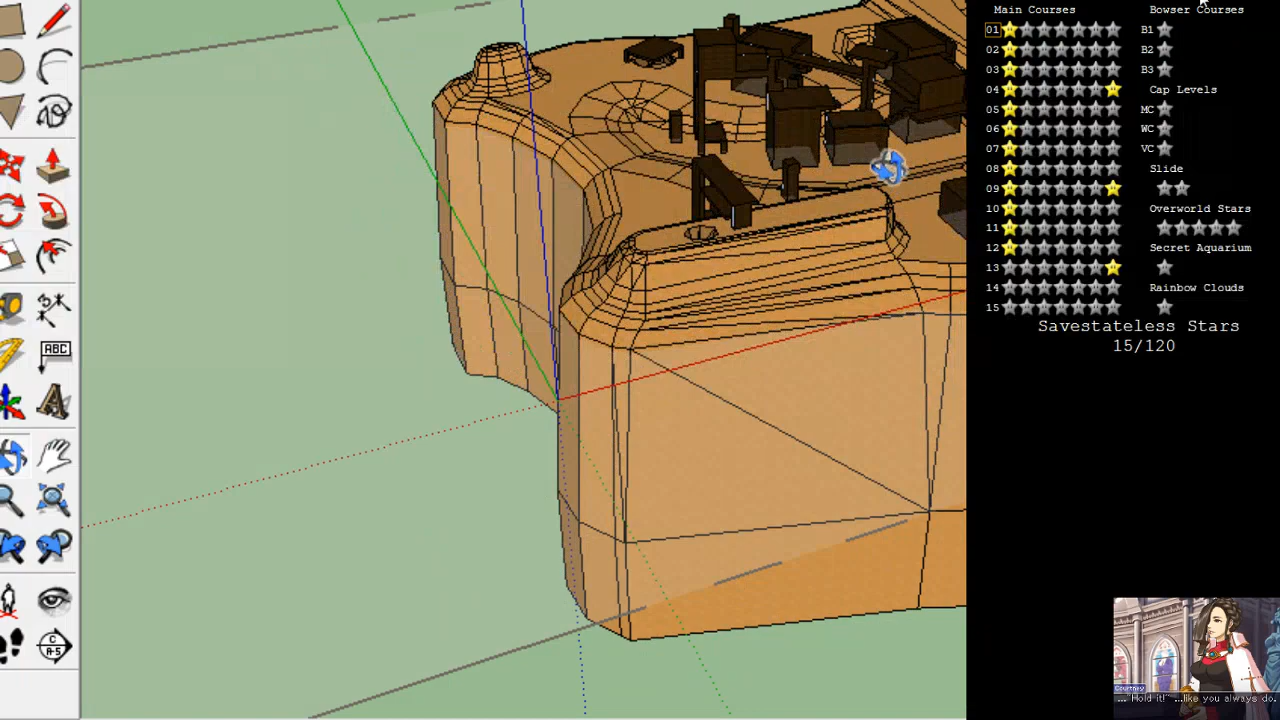 Main Courses
Bowser Courses
01
B1
02
B2
03
B3
04
Cap Levels
05
MC
06
WC
07
VC
08
Slide
09
10
Overworld Stars
11
12
Secret Aquarium
13
14
Rainbow Clouds
15
Savestateless Stars
15/120
ABC
A
C
A-S
Courtney
..."Hold it!" ...like you always do.